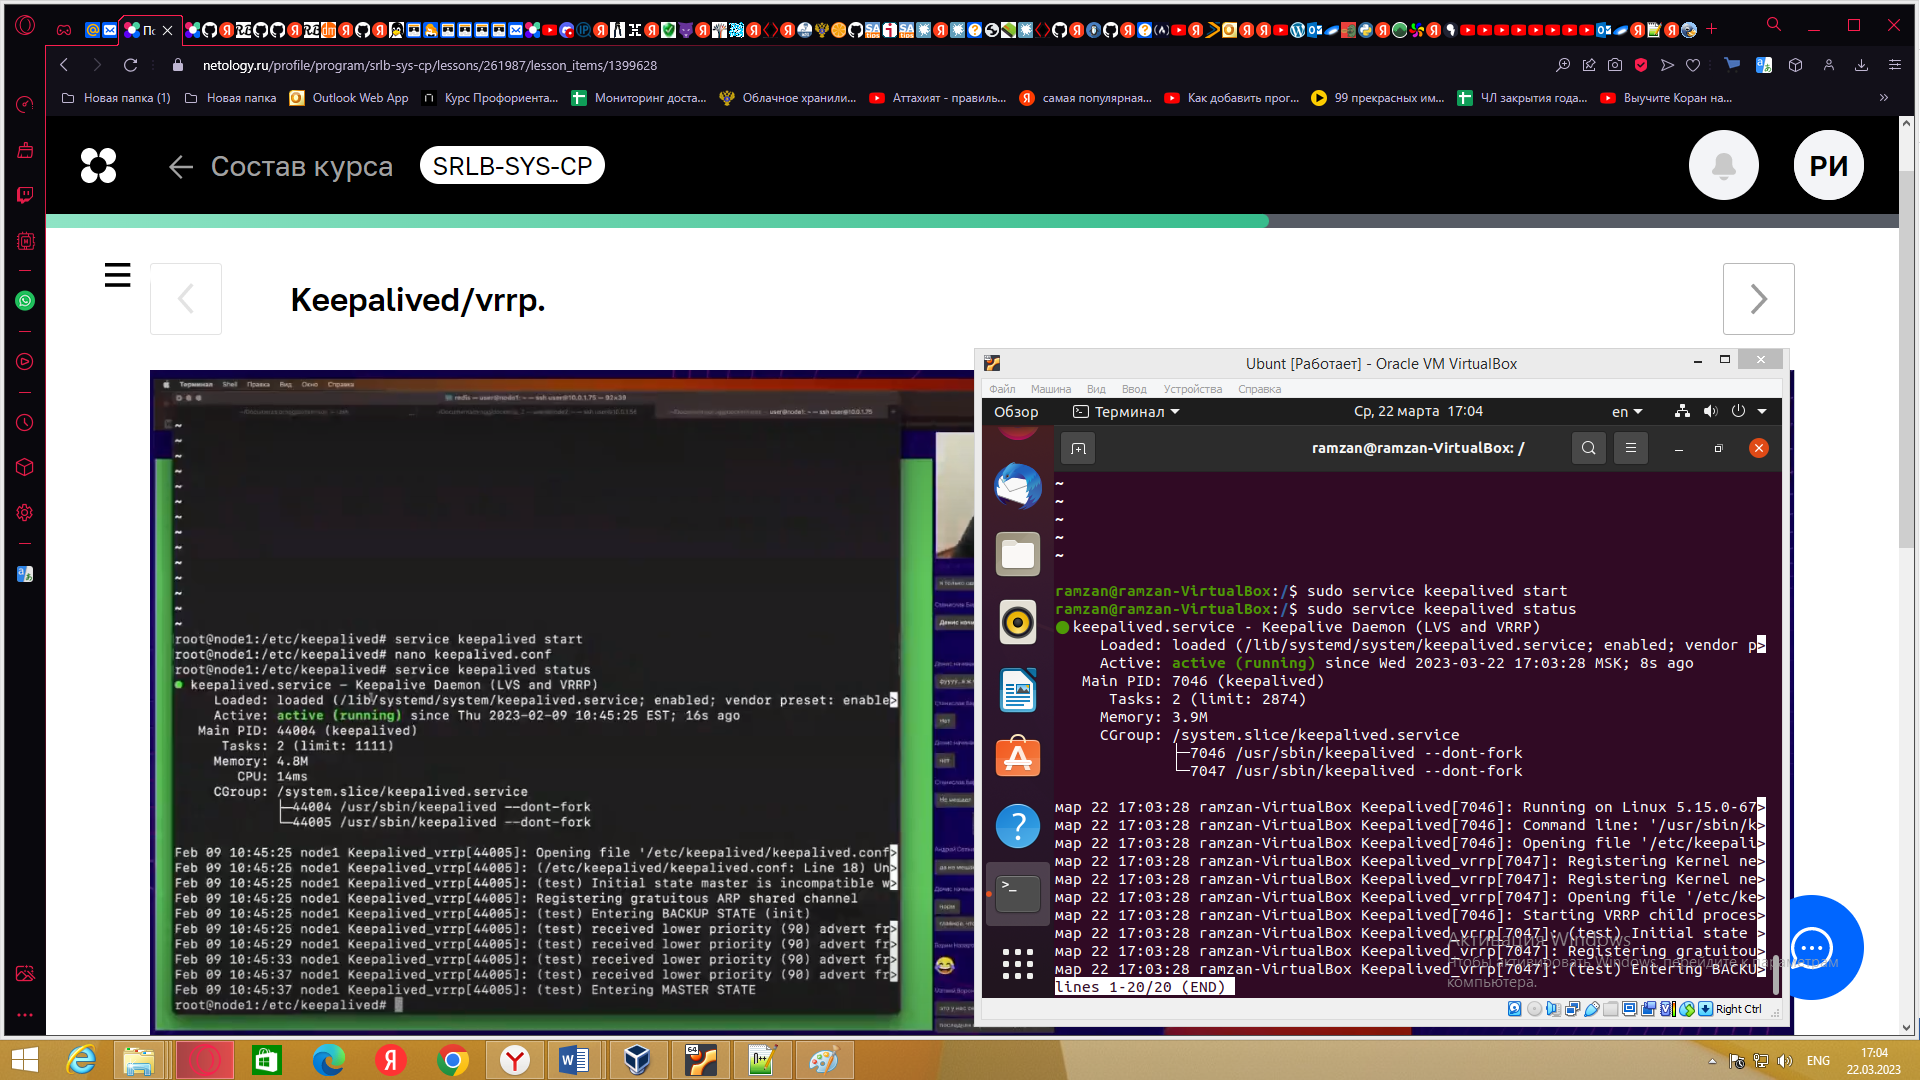 По
netology.ru/profile/program/srlb-sys-cp/lessons/261987/lesson_items/1399628
Новая папка (1)
Новая папка
Outlook Web App
Курс Профориента...
Мониторинг доста...
Облачное хранили...
Аттахият - правиль...
самая популярная...
Как добавить прог...
99 прекрасных им...
ЧЛ закрытия года...
Выучите Коран на...
Состав курса
SRLB-SYS-CP
РИ
Keepalived/vrrp.
Терминал Shell Правка Вид Окно Справка
redis — user@node1: ~ — ssh user@10.0.1.75 — 92×39
~
~
~
~
~
~
~
~
~
~
~
~
~
~
root@node1:/etc/keepalived# service keepalived start
root@node1:/etc/keepalived# nano keepalived.conf
root@node1:/etc/keepalived# service keepalived status
● keepalived.service – Keepalive Daemon (LVS and VRRP)
Loaded: loaded (/lib/systemd/system/keepalived.service; enabled; vendor preset: enable>
Active: active (running) since Thu 2023-02-09 10:45:25 EST; 16s ago
Main PID: 44004 (keepalived)
Tasks: 2 (limit: 1111)
Memory: 4.8M
CPU: 14ms
CGroup: /system.slice/keepalived.service
├─44004 /usr/sbin/keepalived --dont-fork
└─44005 /usr/sbin/keepalived --dont-fork
Feb 09 10:45:25 node1 Keepalived_vrrp[44005]: Opening file '/etc/keepalived/keepalived.conf>
Feb 09 10:45:25 node1 Keepalived_vrrp[44005]: (/etc/keepalived/keepalived.conf: Line 18) Un>
Feb 09 10:45:25 node1 Keepalived_vrrp[44005]: (test) Initial state master is incompatible w>
Feb 09 10:45:25 node1 Keepalived_vrrp[44005]: Registering gratuitous ARP shared channel
Feb 09 10:45:25 node1 Keepalived_vrrp[44005]: (test) Entering BACKUP STATE (init)
Feb 09 10:45:25 node1 Keepalived_vrrp[44005]: (test) received lower priority (90) advert fr>
Feb 09 10:45:29 node1 Keepalived_vrrp[44005]: (test) received lower priority (90) advert fr>
Feb 09 10:45:33 node1 Keepalived_vrrp[44005]: (test) received lower priority (90) advert fr>
Feb 09 10:45:37 node1 Keepalived_vrrp[44005]: (test) received lower priority (90) advert fr>
Feb 09 10:45:37 node1 Keepalived_vrrp[44005]: (test) Entering MASTER STATE
root@node1:/etc/keepalived#
Ubunt [Работает] - Oracle VM VirtualBox
Файл Машина Вид Ввод Устройства Справка
Обзор Терминал Ср, 22 марта 17:04 en
ramzan@ramzan-VirtualBox: /
~
~
~
~
~
ramzan@ramzan-VirtualBox:/$ sudo service keepalived start
ramzan@ramzan-VirtualBox:/$ sudo service keepalived status
● keepalived.service - Keepalive Daemon (LVS and VRRP)
Loaded: loaded (/lib/systemd/system/keepalived.service; enabled; vendor p>
Active: active (running) since Wed 2023-03-22 17:03:28 MSK; 8s ago
Main PID: 7046 (keepalived)
Tasks: 2 (limit: 2874)
Memory: 3.9M
CGroup: /system.slice/keepalived.service
├─7046 /usr/sbin/keepalived --dont-fork
└─7047 /usr/sbin/keepalived --dont-fork
мар 22 17:03:28 ramzan-VirtualBox Keepalived[7046]: Running on Linux 5.15.0-67>
мар 22 17:03:28 ramzan-VirtualBox Keepalived[7046]: Command line: '/usr/sbin/k>
мар 22 17:03:28 ramzan-VirtualBox Keepalived[7046]: Opening file '/etc/keepali>
мар 22 17:03:28 ramzan-VirtualBox Keepalived_vrrp[7047]: Registering Kernel ne>
мар 22 17:03:28 ramzan-VirtualBox Keepalived_vrrp[7047]: Registering Kernel ne>
мар 22 17:03:28 ramzan-VirtualBox Keepalived_vrrp[7047]: Opening file '/etc/ke>
мар 22 17:03:28 ramzan-VirtualBox Keepalived[7046]: Starting VRRP child proces>
мар 22 17:03:28 ramzan-VirtualBox Keepalived_vrrp[7047]: (test) Initial state >
мар 22 17:03:28 ramzan-VirtualBox Keepalived_vrrp[7047]: Registering gratuitou>
мар 22 17:03:28 ramzan-VirtualBox Keepalived_vrrp[7047]: (test) Entering BACKU>
lines 1-20/20 (END)
Активация Windows
Чтобы активировать Windows, перейдите к параметрам
компьютера.
Right Ctrl
ENG
17:04
22.03.2023